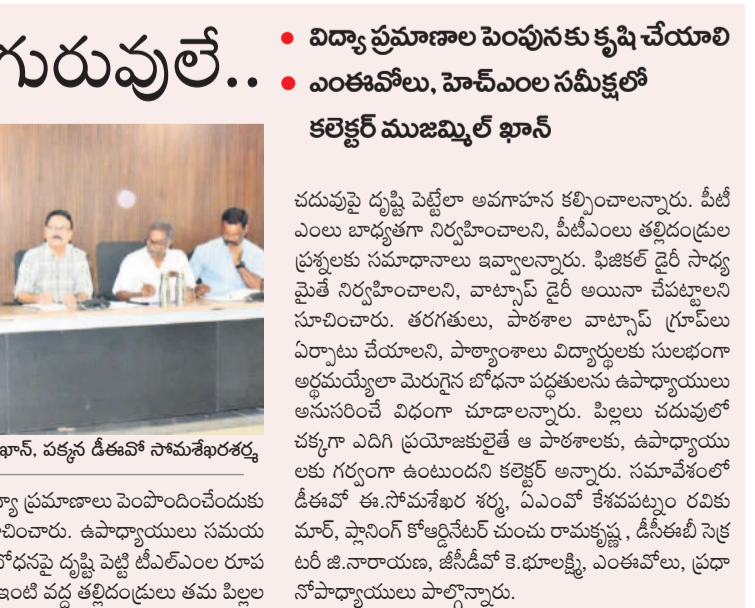 గురువులే..
• విద్యా ప్రమాణాల పెంపునకు కృషి చేయాలి
• ఎంఈవోలు, హెచ్ఎంల సమీక్షలో
కలెక్టర్ ముజమ్మిల్ ఖాన్
ఖాన్, పక్కన డీఈవో సోమశేఖరశర్మ
ప్రమాణాలు పెంపొందించేందుకు
ఉపాధ్యాయులు సమయ
దృష్టి పెట్టి టీఎల్ఎంల రూప
ఇంటి వద్ద తల్లిదండ్రులు తమ పిల్లల
చదువుపై దృష్టి పెట్టేలా అవగాహన కల్పించాలన్నారు. పీటీ
ఎంలు బాధ్యతగా నిర్వహించాలని, పీటీఎంలు తల్లిదండ్రుల
ప్రశ్నలకు సమాధానాలు ఇవ్వాలన్నారు. ఫిజికల్ డైరీ సాధ్య
మైతే నిర్వహించాలని, వాట్సాప్ డైరీ అయినా చేపట్టాలని
సూచించారు. తరగతులు, పాఠశాల వాట్సాప్ గ్రూప్‌లు
ఏర్పాటు చేయాలని, పాఠ్యాంశాలు విద్యార్థులకు సులభంగా
అర్థమయ్యేలా మెరుగైన బోధనా పద్ధతులను ఉపాధ్యాయులు
అనుసరించే విధంగా చూడాలన్నారు. పిల్లలు చదువులో
చక్కగా ఎదిగి ప్రయోజకులైతే ఆ పాఠశాలకు, ఉపాధ్యాయు
లకు గర్వంగా ఉంటుందని కలెక్టర్ అన్నారు. సమావేశంలో
డీఈవో ఈ.సోమశేఖర శర్మ, ఏఎంవో కేశవపట్నం రవికు
మార్, ప్లానింగ్ కోఆర్డినేటర్ చుంచు రామకృష్ణ , డీసీఈబీ సెక్ర
టరీ జి.నారాయణ, జీసీడీవో కె.భూలక్ష్మి, ఎంఈవోలు, ప్రధా
నోపాధ్యాయులు పాల్గొన్నారు.